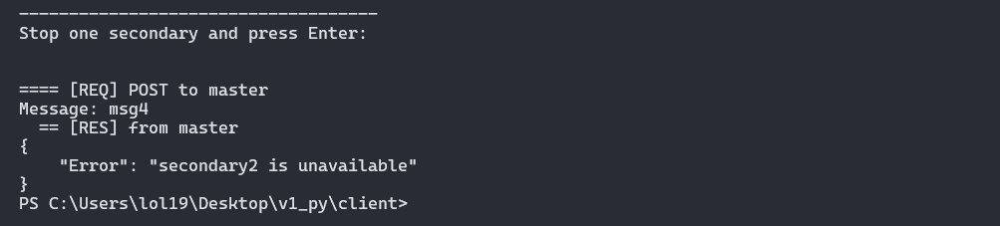 ------------------------------------
Stop one secondary and press Enter:
==== [REQ] POST to master
Message: msg4
  == [RES] from master
{
    "Error": "secondary2 is unavailable"
}
PS C:\Users\lol19\Desktop\v1_py\client>